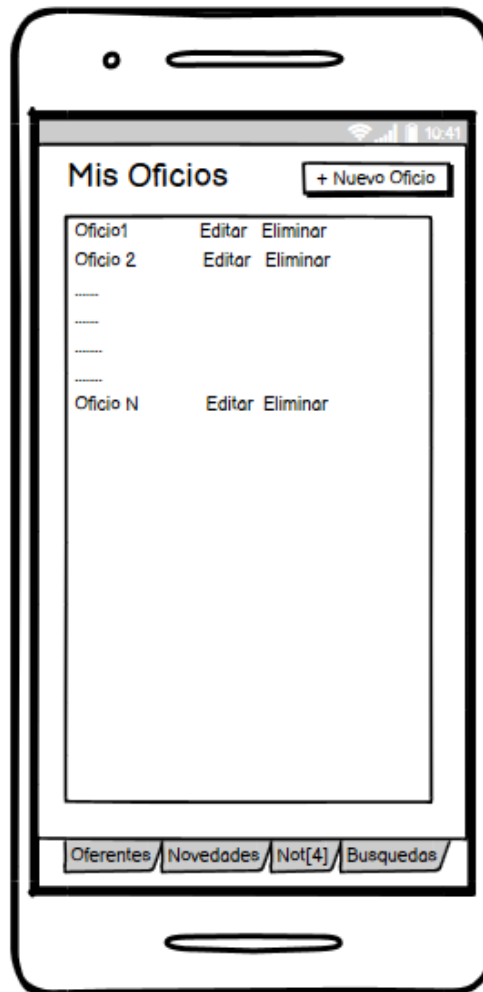 10:41
Mis Oficios
+ Nuevo Oficio
Oficio1 Editar Eliminar
Oficio 2 Editar Eliminar
......
......
.......
.......
Oficio N Editar Eliminar
Oferentes Novedades Not[4] Busquedas